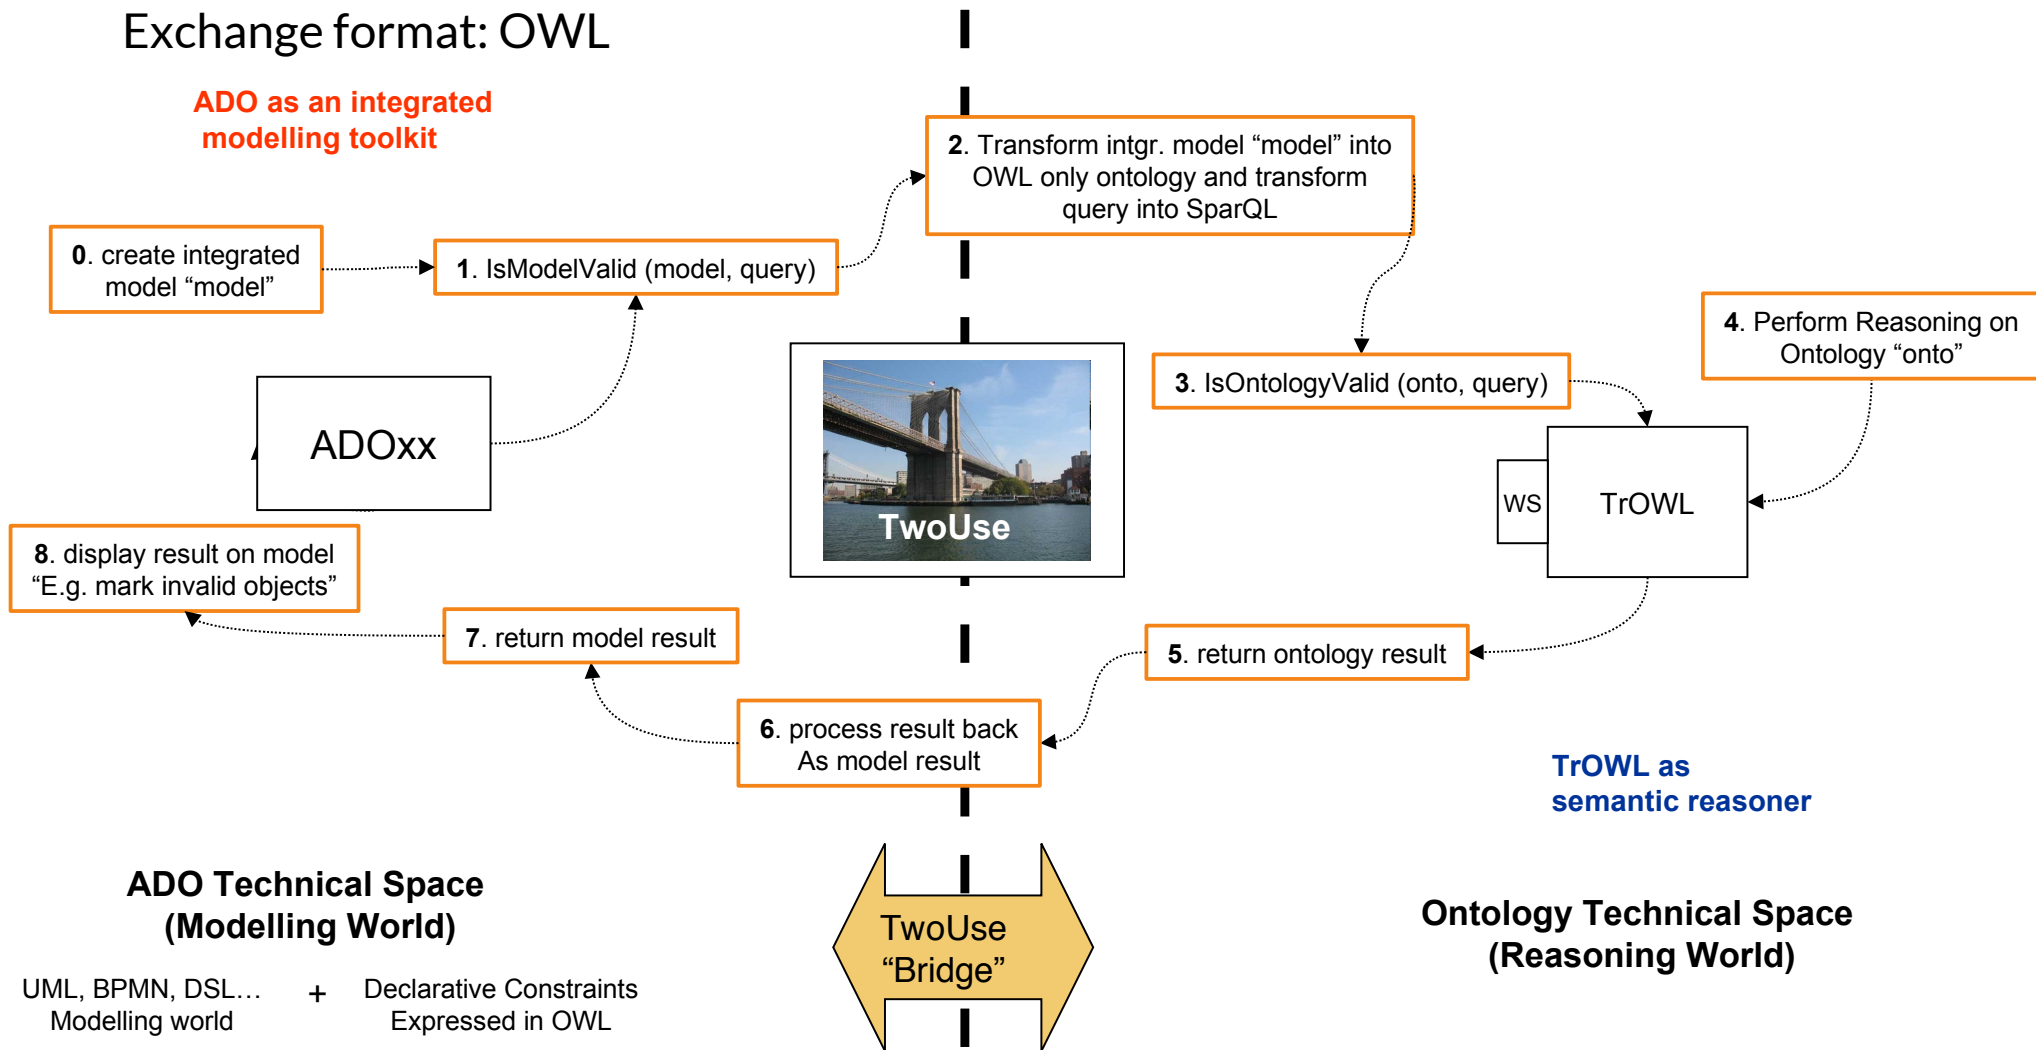 Exchange format: OWL
ADO as an integrated
modelling toolkit
2. Transform intgr. model “model” into
OWL only ontology and transform
query into SparQL
0. create integrated
model “model”
1. IsModelValid (model, query)
4. Perform Reasoning on
Ontology “onto”
3. IsOntologyValid (onto, query)
ADOxx
TwoUse
WS
TrOWL
8. display result on model
“E.g. mark invalid objects”
7. return model result
5. return ontology result
6. process result back
As model result
TrOWL as
semantic reasoner
ADO Technical Space
(Modelling World)
TwoUse
“Bridge”
Ontology Technical Space
(Reasoning World)
UML, BPMN, DSL…
Modelling world
+
Declarative Constraints
Expressed in OWL